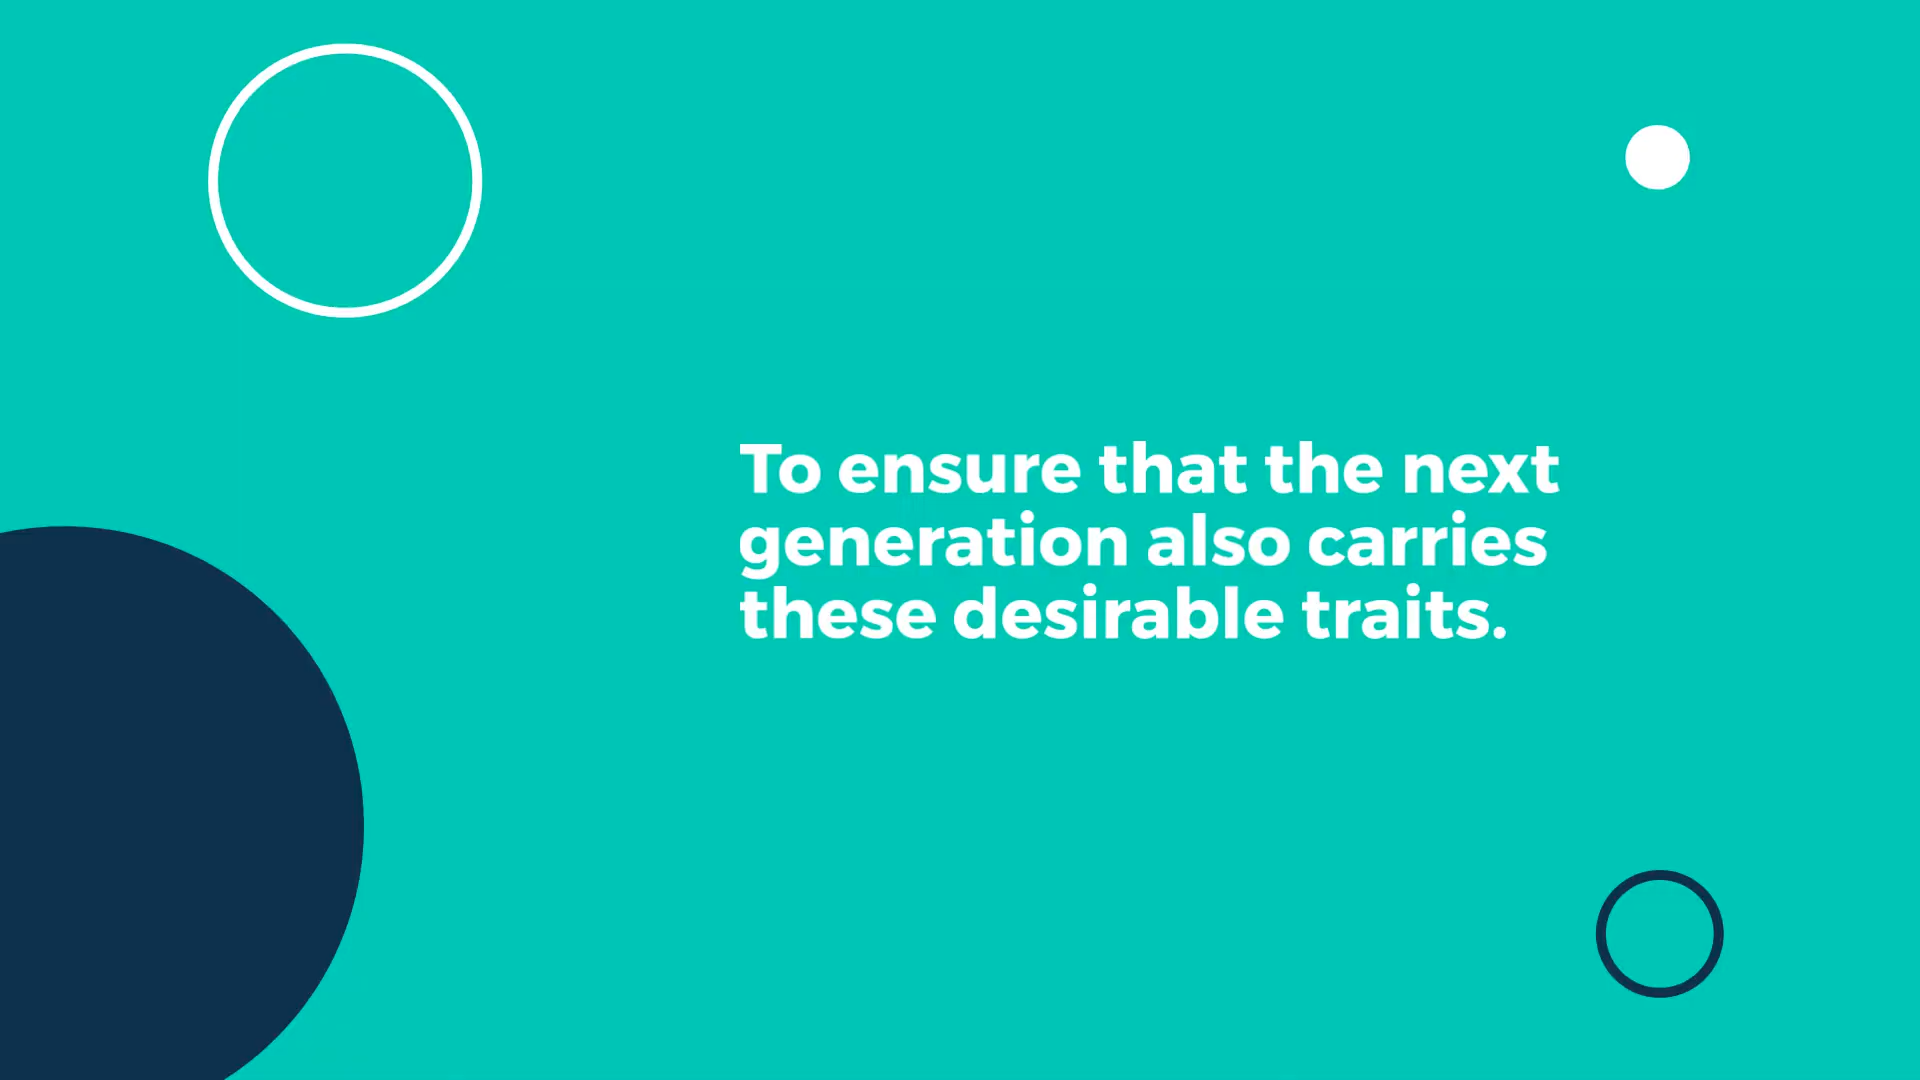 To ensure that the next
generation also carries
these desirable traits.